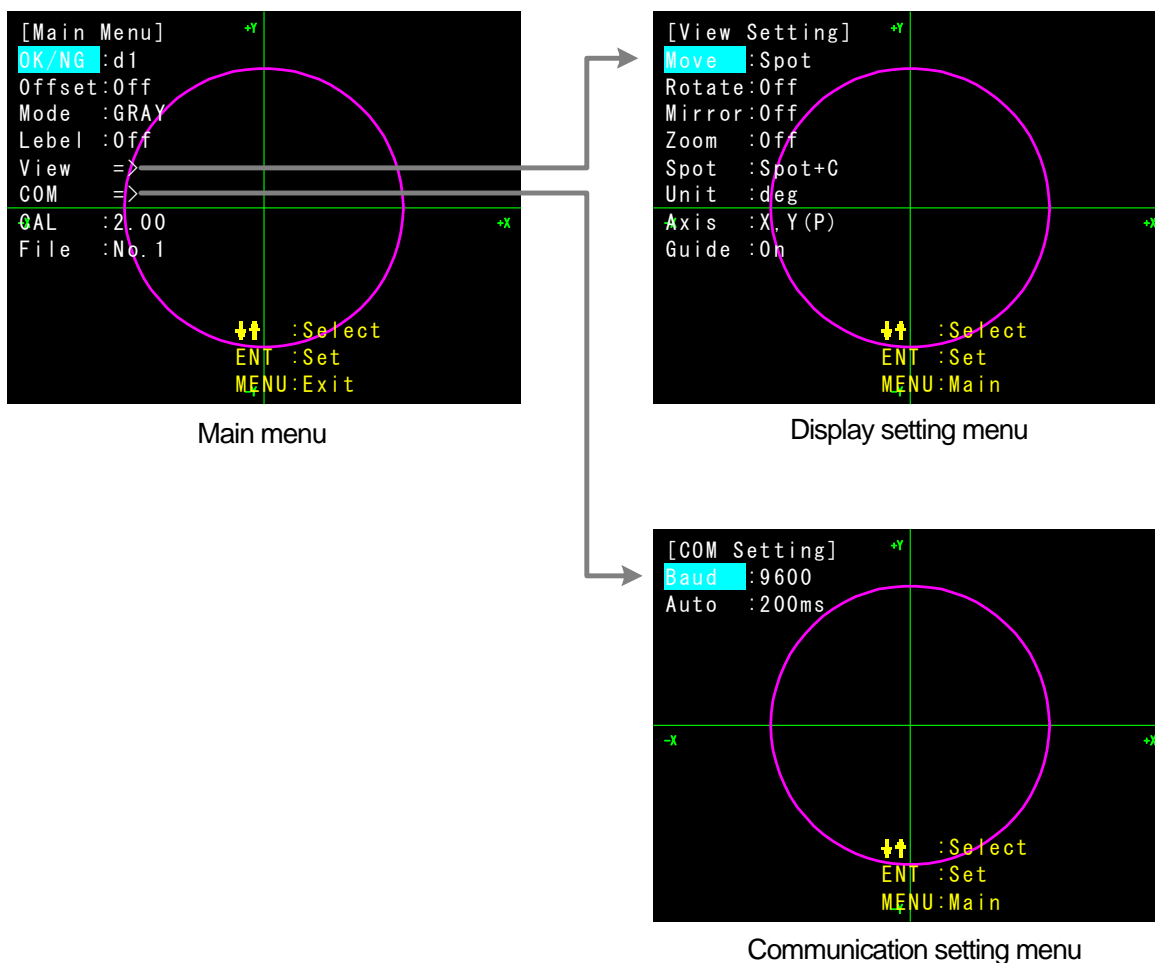 [Main Menu]
+Y
OK/NG :d1
Offset:Off
Mode :GRAY
Lebel :Off
View =>
COM =>
-X
+X
CAL :2.00
File :No.1
↓↑ :Select
ENT :Set
MENU:Exit
-Y
Main menu
[View Setting]
+Y
Move :Spot
Rotate:Off
Mirror:Off
Zoom :Off
Spot :Spot+C
Unit :deg
-X
+X
Axis :X,Y(P)
Guide :On
↓↑ :Select
ENT :Set
MENU:Main
-Y
Display setting menu
[COM Setting]
+Y
Baud :9600
Auto :200ms
-X
+X
↓↑ :Select
ENT :Set
MENU:Main
-Y
Communication setting menu